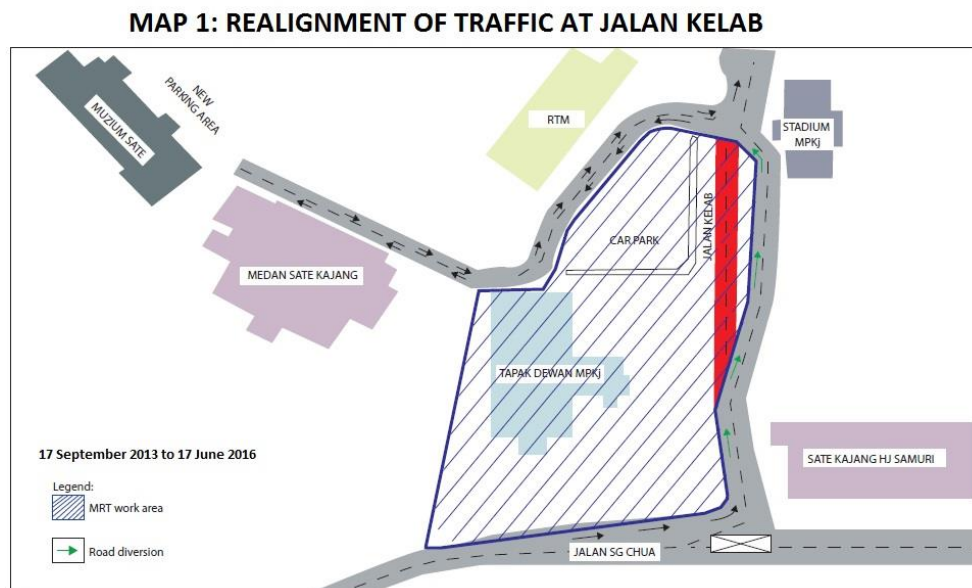 MAP 1: REALIGNMENT OF TRAFFIC AT JALAN KELAB
MUZIUM SATE
NEW
PARKING AREA
RTM
STADIUM
MPKj
CAR PARK
JALAN KELAB
MEDAN SATE KAJANG
TAPAK DEWAN MPKj
SATE KAJANG HJ SAMURI
17 September 2013 to 17 June 2016
Legend:
MRT work area
Road diversion
JALAN SG CHUA